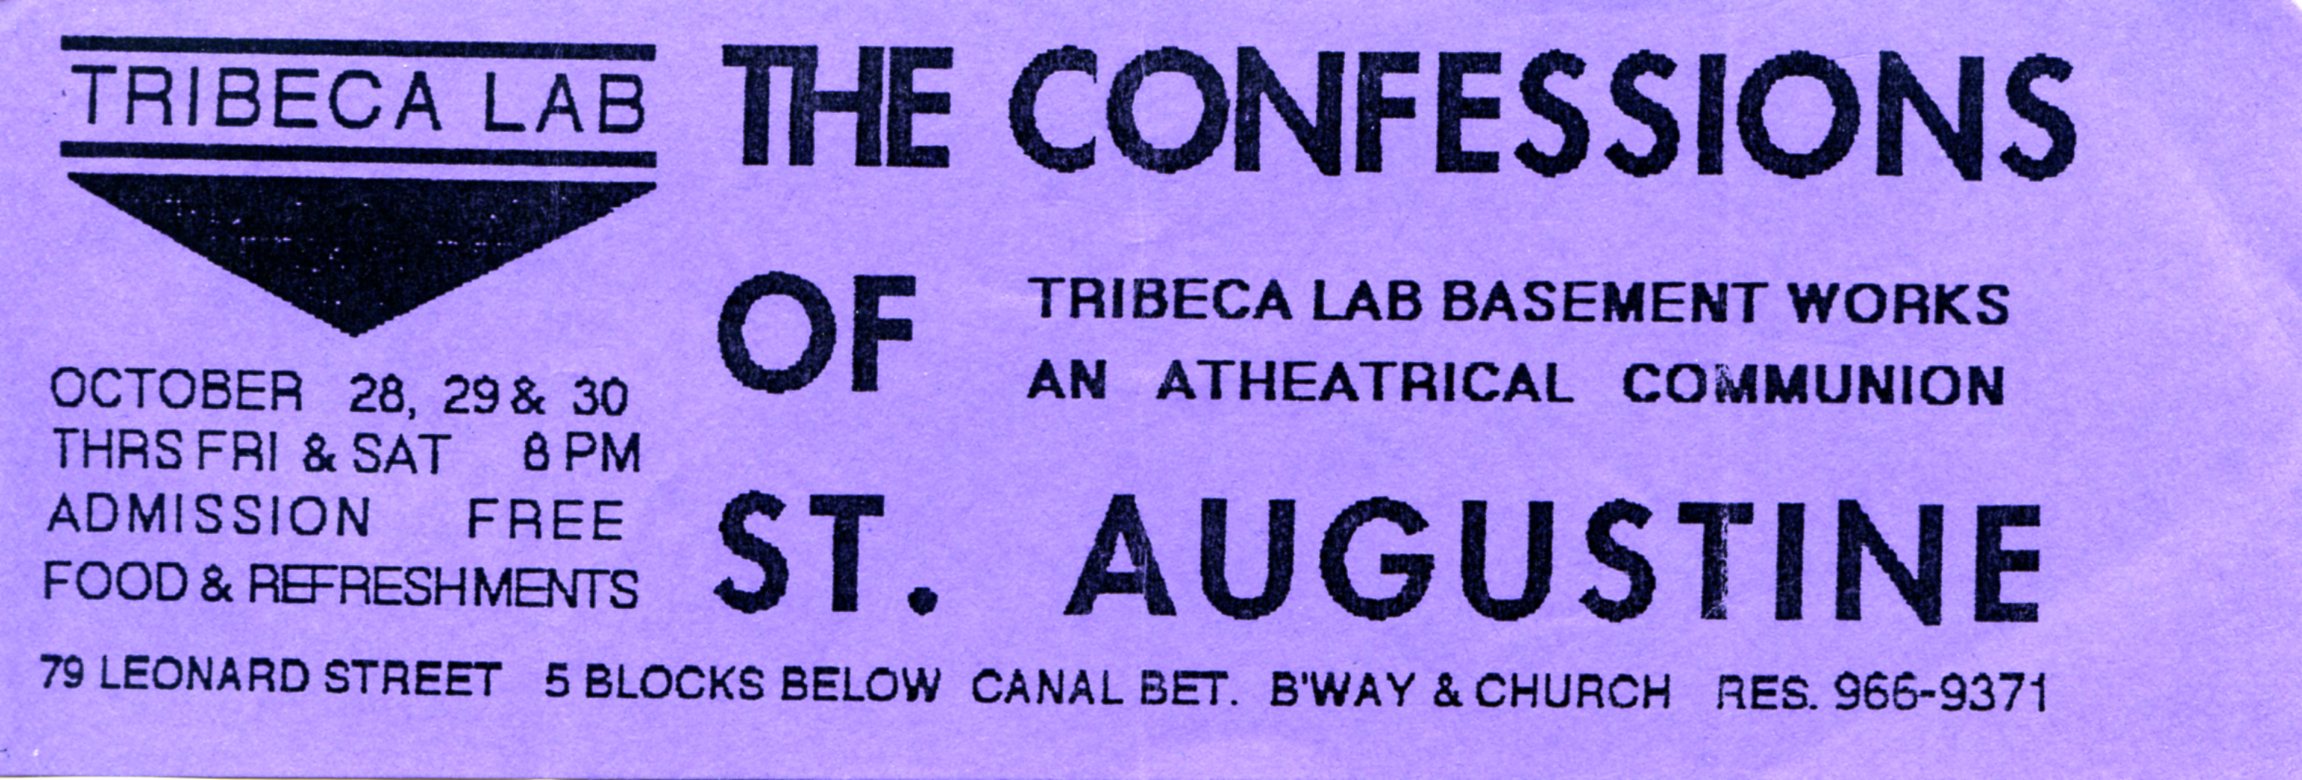 TRIBECA LAB
OCTOBER 28, 29 & 30
THRS FRI & SAT 8 PM
ADMISSION FREE
FOOD & REFRESHMENTS
THE CONFESSIONS
OF
TRIBECA LAB BASEMENT WORKS
AN ATHEATRICAL COMMUNION
ST. AUGUSTINE
79 LEONARD STREET 5 BLOCKS BELOW CANAL BET. B'WAY & CHURCH RES. 966-9371